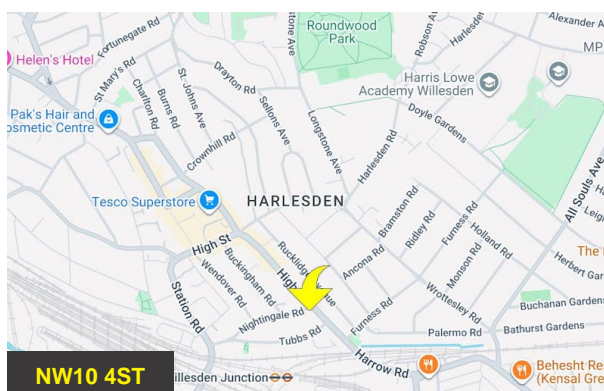 Roundwood
Park
Alexander A
Fortunegate Rd
Helen's Hotel
St Mary's Rd
Charlton Rd
Burns Rd
St. Johns Ave
Drayton Rd
Sellons Ave
Longstone Ave
Robson Av
Harlesden
MP
Harris Lowe
Academy Willesden
Doyle Gardens
Pak's Hair and
osmetic Centre
Crownhill Rd
Harlesden Rd
Tesco Superstore
HARLESDEN
All Souls Ave
High St
Bramston Rd
Ridley Rd
Furness Rd
Holland Rd
Leig
The
Herbert Gar
Buckingham Rd
Wendover Rd
Station Rd
Ancona Rd
Monson Rd
Wrottesley Rd
Buchanan Gardens
Nightingale Rd
Tubbs Rd
Furness Rd
Palermo Rd
Bathurst Gardens
Harrow Rd
NW10 4ST
illesden Junction
Behesht Re
(Kensal Gre